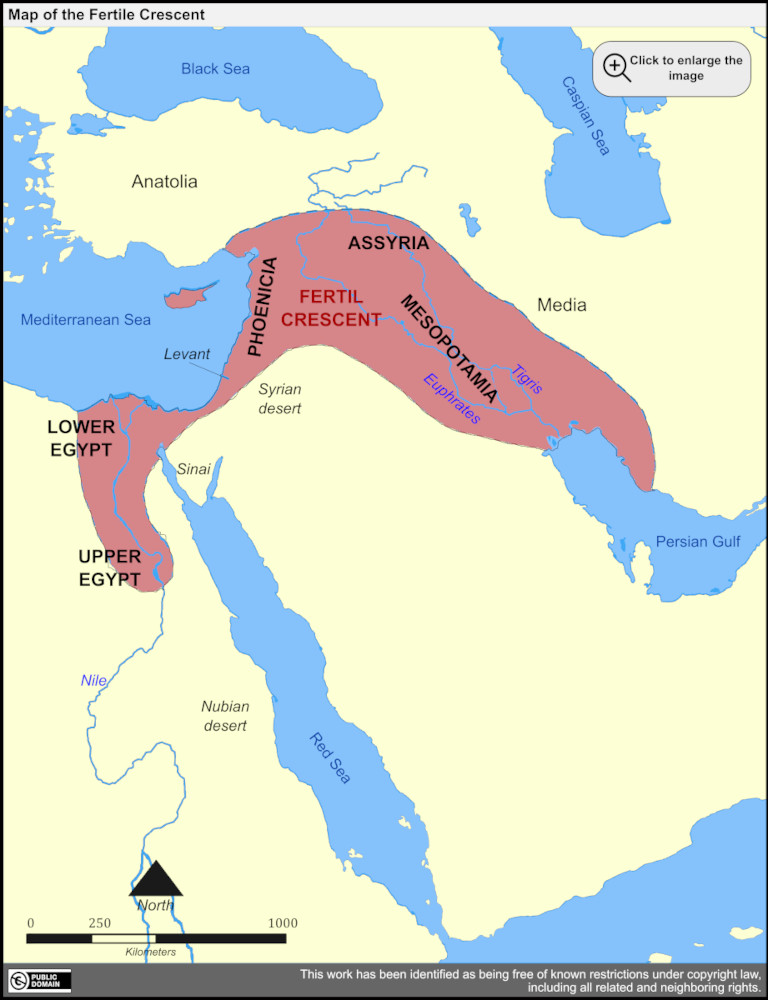 Map of the Fertile Crescent
Click to enlarge the
image
Black Sea
Caspian Sea
Anatolia
ASSYRIA
PHOENICIA
FERTIL
CRESCENT
MESOPOTAMIA
Media
Mediterranean Sea
Levant
Tigris
Euphrates
Syrian
desert
LOWER
EGYPT
Sinai
Persian Gulf
UPPER
EGYPT
Nile
Nubian
desert
Red Sea
North
0 250 1000
Kilometers
PUBLIC
DOMAIN
This work has been identified as being free of known restrictions under copyright law,
including all related and neighboring rights.